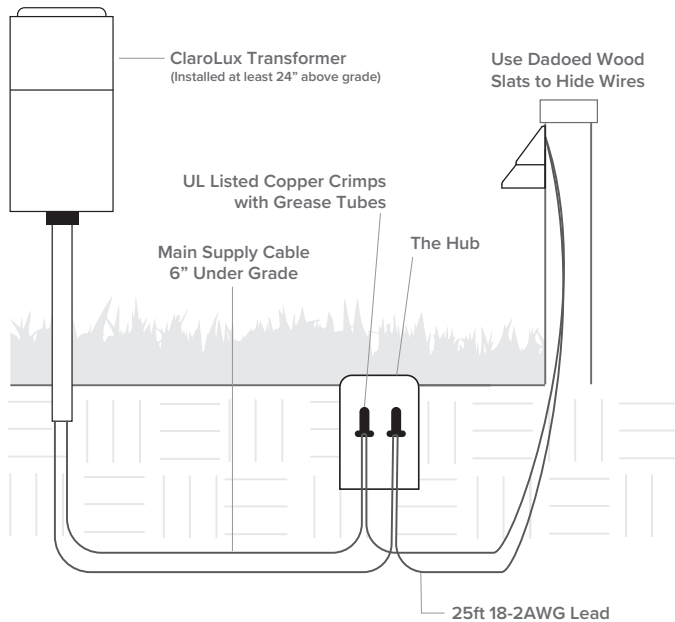 ClaroLux Transformer
(Installed at least 24” above grade)
Use Dadoed Wood
Slats to Hide Wires
UL Listed Copper Crimps
with Grease Tubes
The Hub
Main Supply Cable
6” Under Grade
25ft 18-2AWG Lead